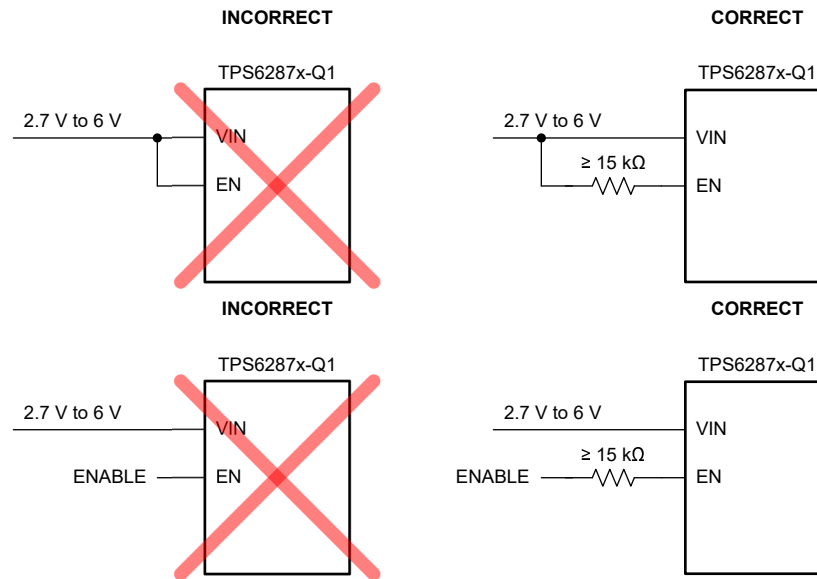 INCORRECT
CORRECT
TPS6287x-Q1
TPS6287x-Q1
2.7 V to 6 V
VIN
EN
2.7 V to 6 V
≥ 15 kΩ
VIN
EN
INCORRECT
CORRECT
TPS6287x-Q1
TPS6287x-Q1
2.7 V to 6 V
VIN
ENABLE
EN
2.7 V to 6 V
VIN
≥ 15 kΩ
ENABLE
EN